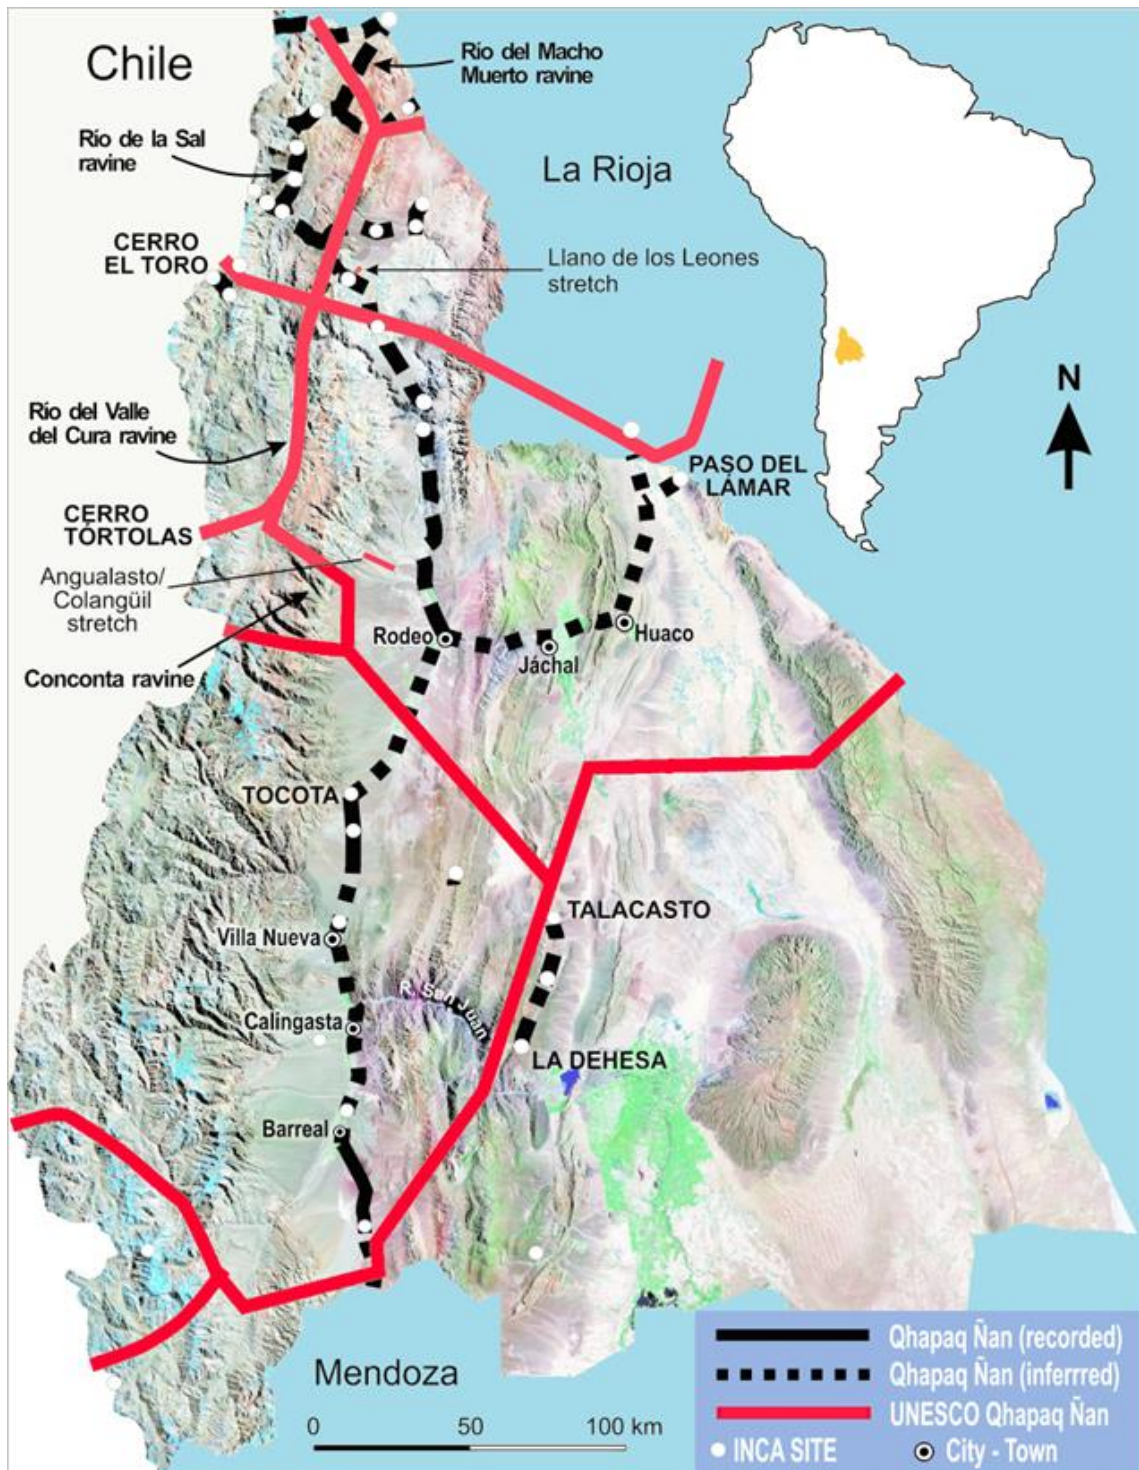 Chile
Río del Macho
Muerto ravine
Río de la Sal
ravine
La Rioja
CERRO
EL TORO
Llano de los Leones
stretch
N
Río del Valle
del Cura ravine
PASO DEL
LÁMAR
CERRO
TÓRTOLAS
Angualasto/
Colangüil
stretch
Rodeo
Huaco
Jáchal
Conconta ravine
TOCOTA
TALACASTO
Villa Nueva
R. San Juan
Calingasta
LA DEHESA
Barreal
Mendoza
0 50 100 km
Qhapaq Ñan (recorded)
Qhapaq Ñan (inferrred)
UNESCO Qhapaq Ñan
INCA SITE
City - Town